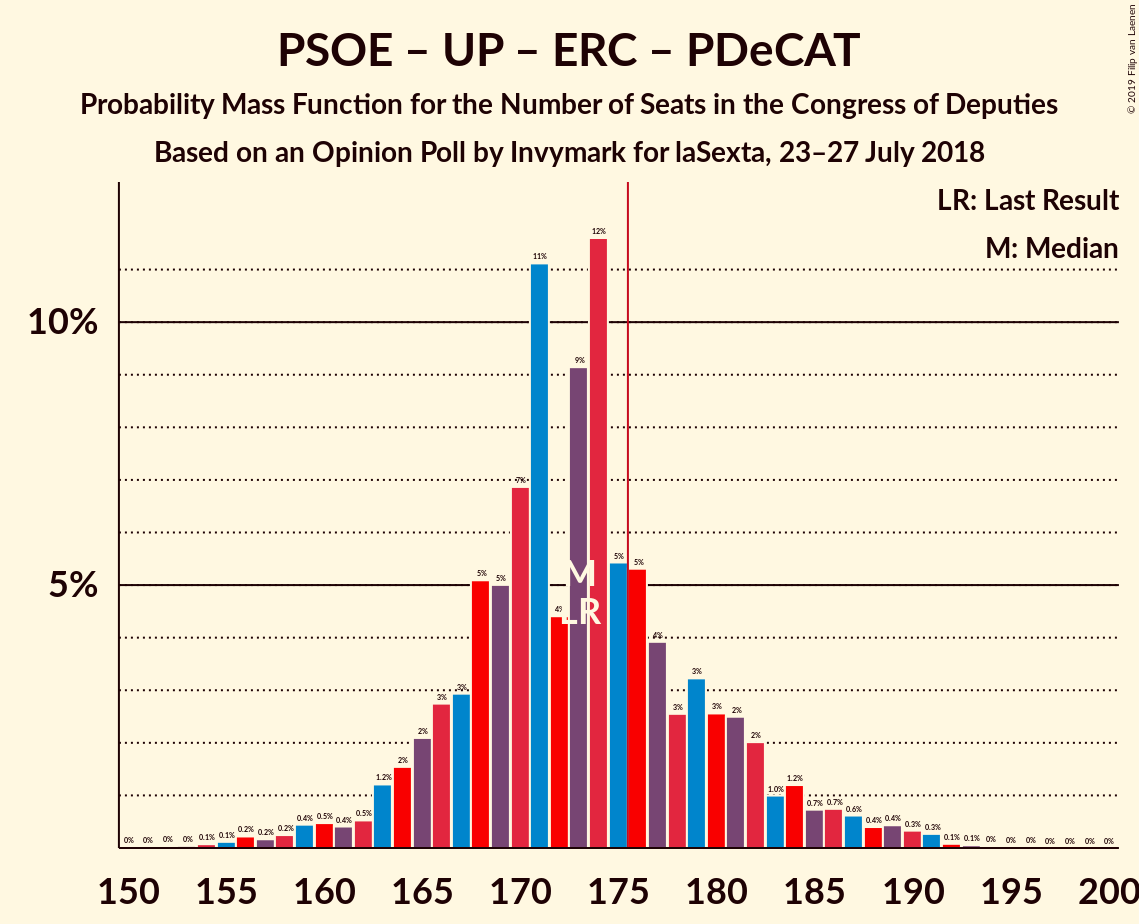 PSOE – UP – ERC – PDeCAT
Probability Mass Function for the Number of Seats in the Congress of Deputies
Based on an Opinion Poll by Invymark for laSexta, 23–27 July 2018
© 2019 Filip van Laenen
LR: Last Result
M: Median
10%
5%
0% 0% 0% 0% 0.1% 0.1% 0.2% 0.2% 0.2% 0.4% 0.5% 0.4% 0.5% 1.2% 2% 2% 3% 3% 5% 5% 7% 11% 4% 9% 12% 5% 5% 4% 3% 3% 3% 2% 2% 1.0% 1.2% 0.7% 0.7% 0.6% 0.4% 0.4% 0.3% 0.3% 0.1% 0.1% 0% 0% 0% 0% 0% 0% 0%
M
LR
150 155 160 165 170 175 180 185 190 195 200